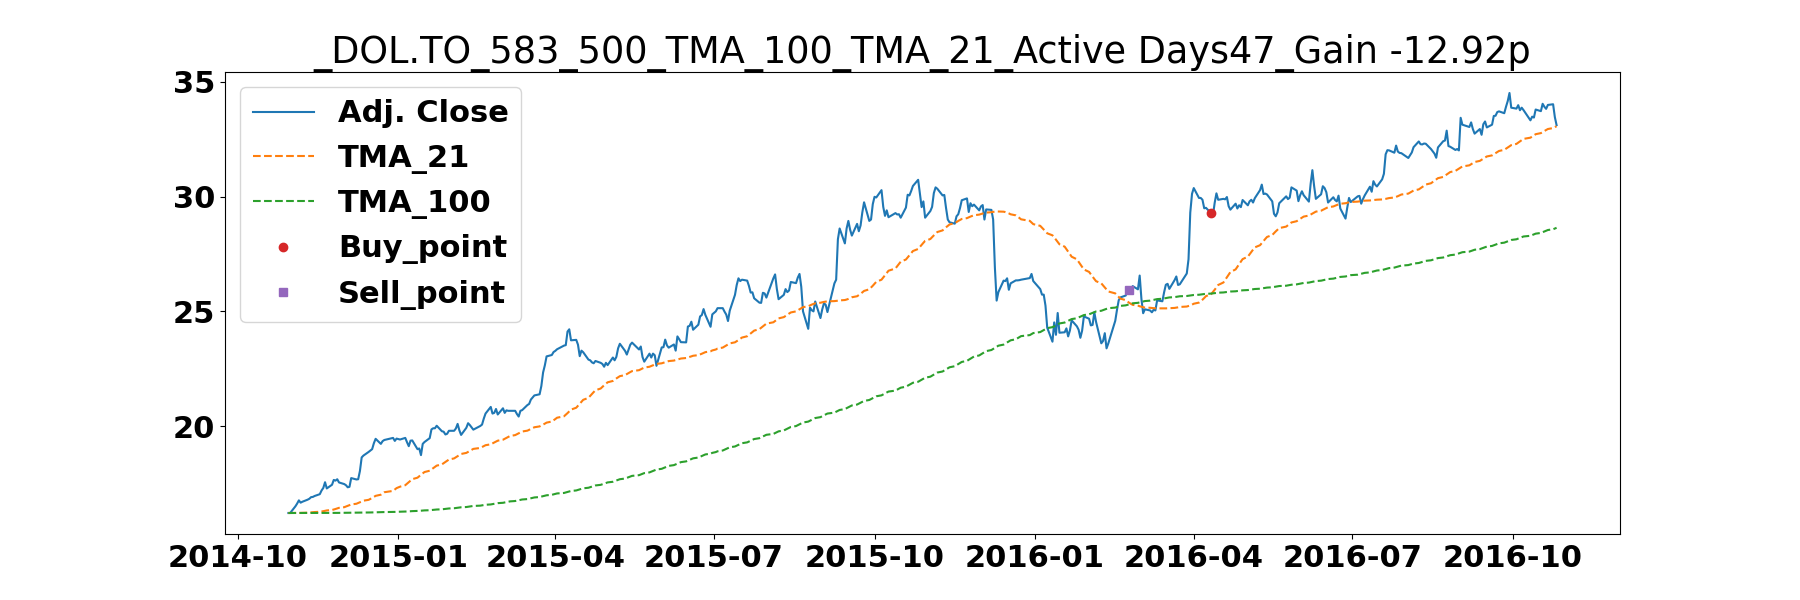 _DOL.TO_583_500_TMA_100_TMA_21_Active Days47_Gain -12.92p
35
30
25
20
Adj. Close
TMA_21
TMA_100
Buy_point
Sell_point
2014-10 2015-01 2015-04 2015-07 2015-10 2016-01 2016-04 2016-07 2016-10